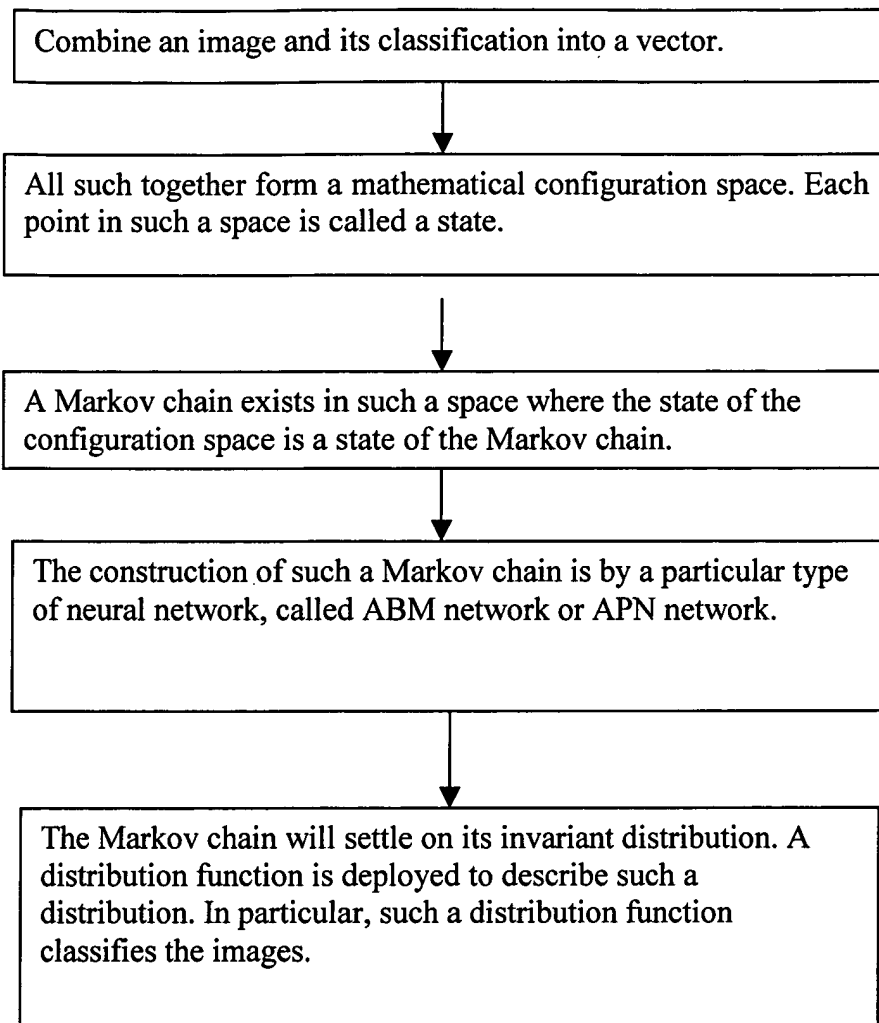 Combine an image and its classification into a vector.
All such together form a mathematical configuration space. Each
point in such a space is called a state.
A Markov chain exists in such a space where the state of the
configuration space is a state of the Markov chain.
The construction of such a Markov chain is by a particular type
of neural network, called ABM network or APN network.
The Markov chain will settle on its invariant distribution. A
distribution function is deployed to describe such a
distribution. In particular, such a distribution function
classifies the images.